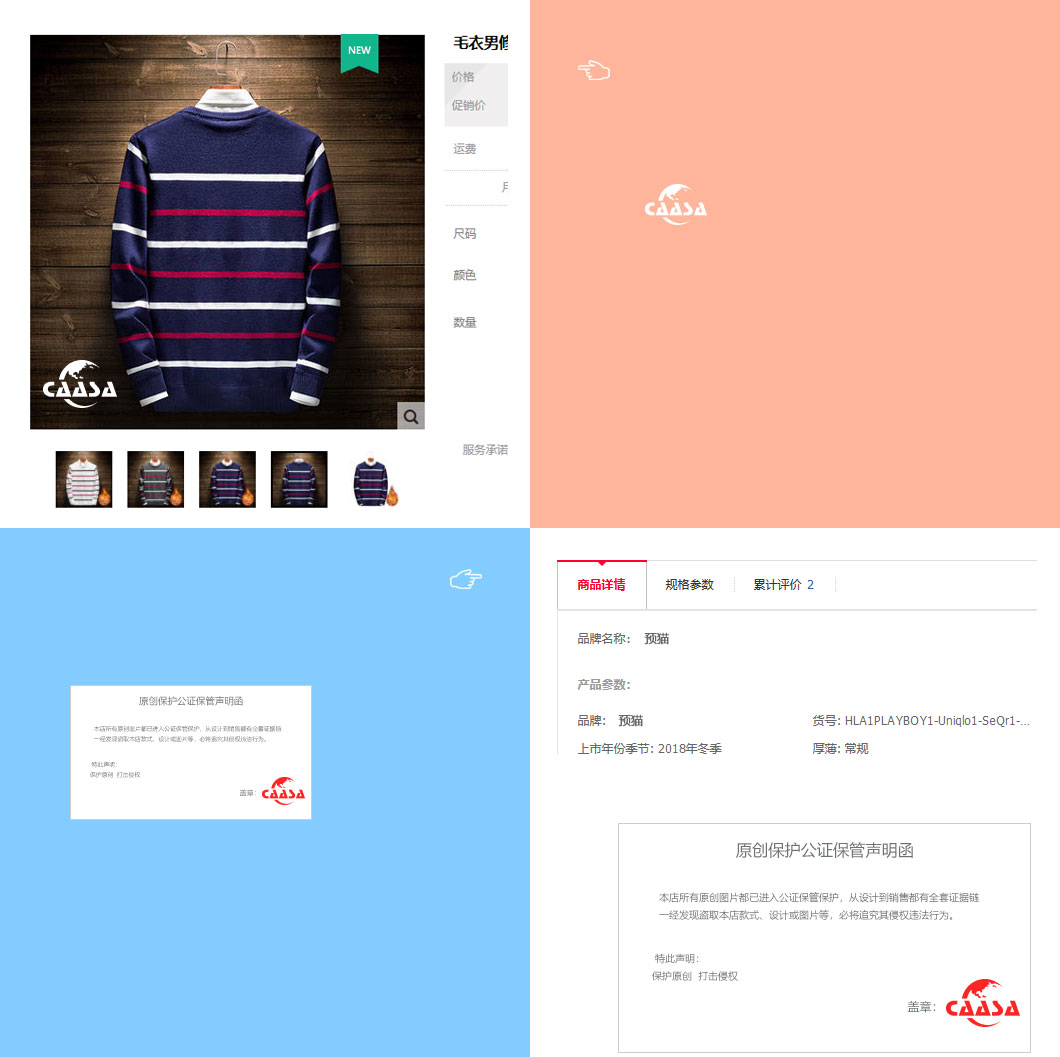 NEW
毛衣男修
价格
促销价
运费
尺码
颜色
数量
服务承诺
CAASA
CAASA
原创保护公证保管声明函
本店所有原创图片都已进入公证保管保护，从设计到销售都有全套证据链
一经发现盗取本店款式、设计或图片等，必将追究其侵权违法行为。
特此声明：
保护原创 打击侵权
盖章：
CAASA
商品详情 规格参数 累计评价 2
品牌名称： 预猫
产品参数：
品牌： 预猫 货号: HLA1PLAYBOY1-Uniqlo1-SeQr1-...
上市年份季节: 2018年冬季 厚薄: 常规
原创保护公证保管声明函
本店所有原创图片都已进入公证保管保护，从设计到销售都有全套证据链
一经发现盗取本店款式、设计或图片等，必将追究其侵权违法行为。
特此声明：
保护原创 打击侵权
盖章：
CAASA